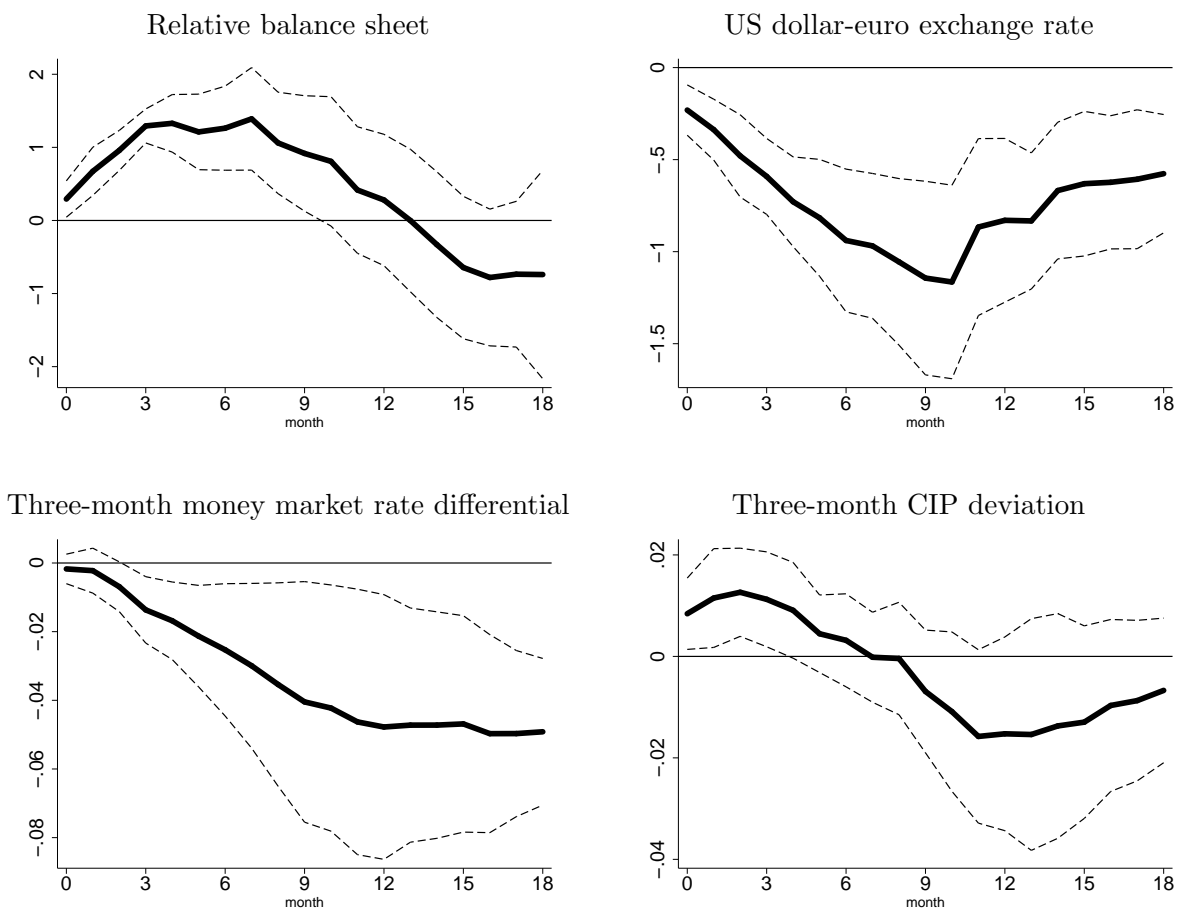 Relative balance sheet
2
1
0
−1
−2
0 3 6 9 12 15 18
month
US dollar-euro exchange rate
0
−.5
−1
−1.5
0 3 6 9 12 15 18
month
Three-month money market rate differential
0
−.02
−.04
−.06
−.08
0 3 6 9 12 15 18
month
Three-month CIP deviation
.02
0
−.02
−.04
0 3 6 9 12 15 18
month